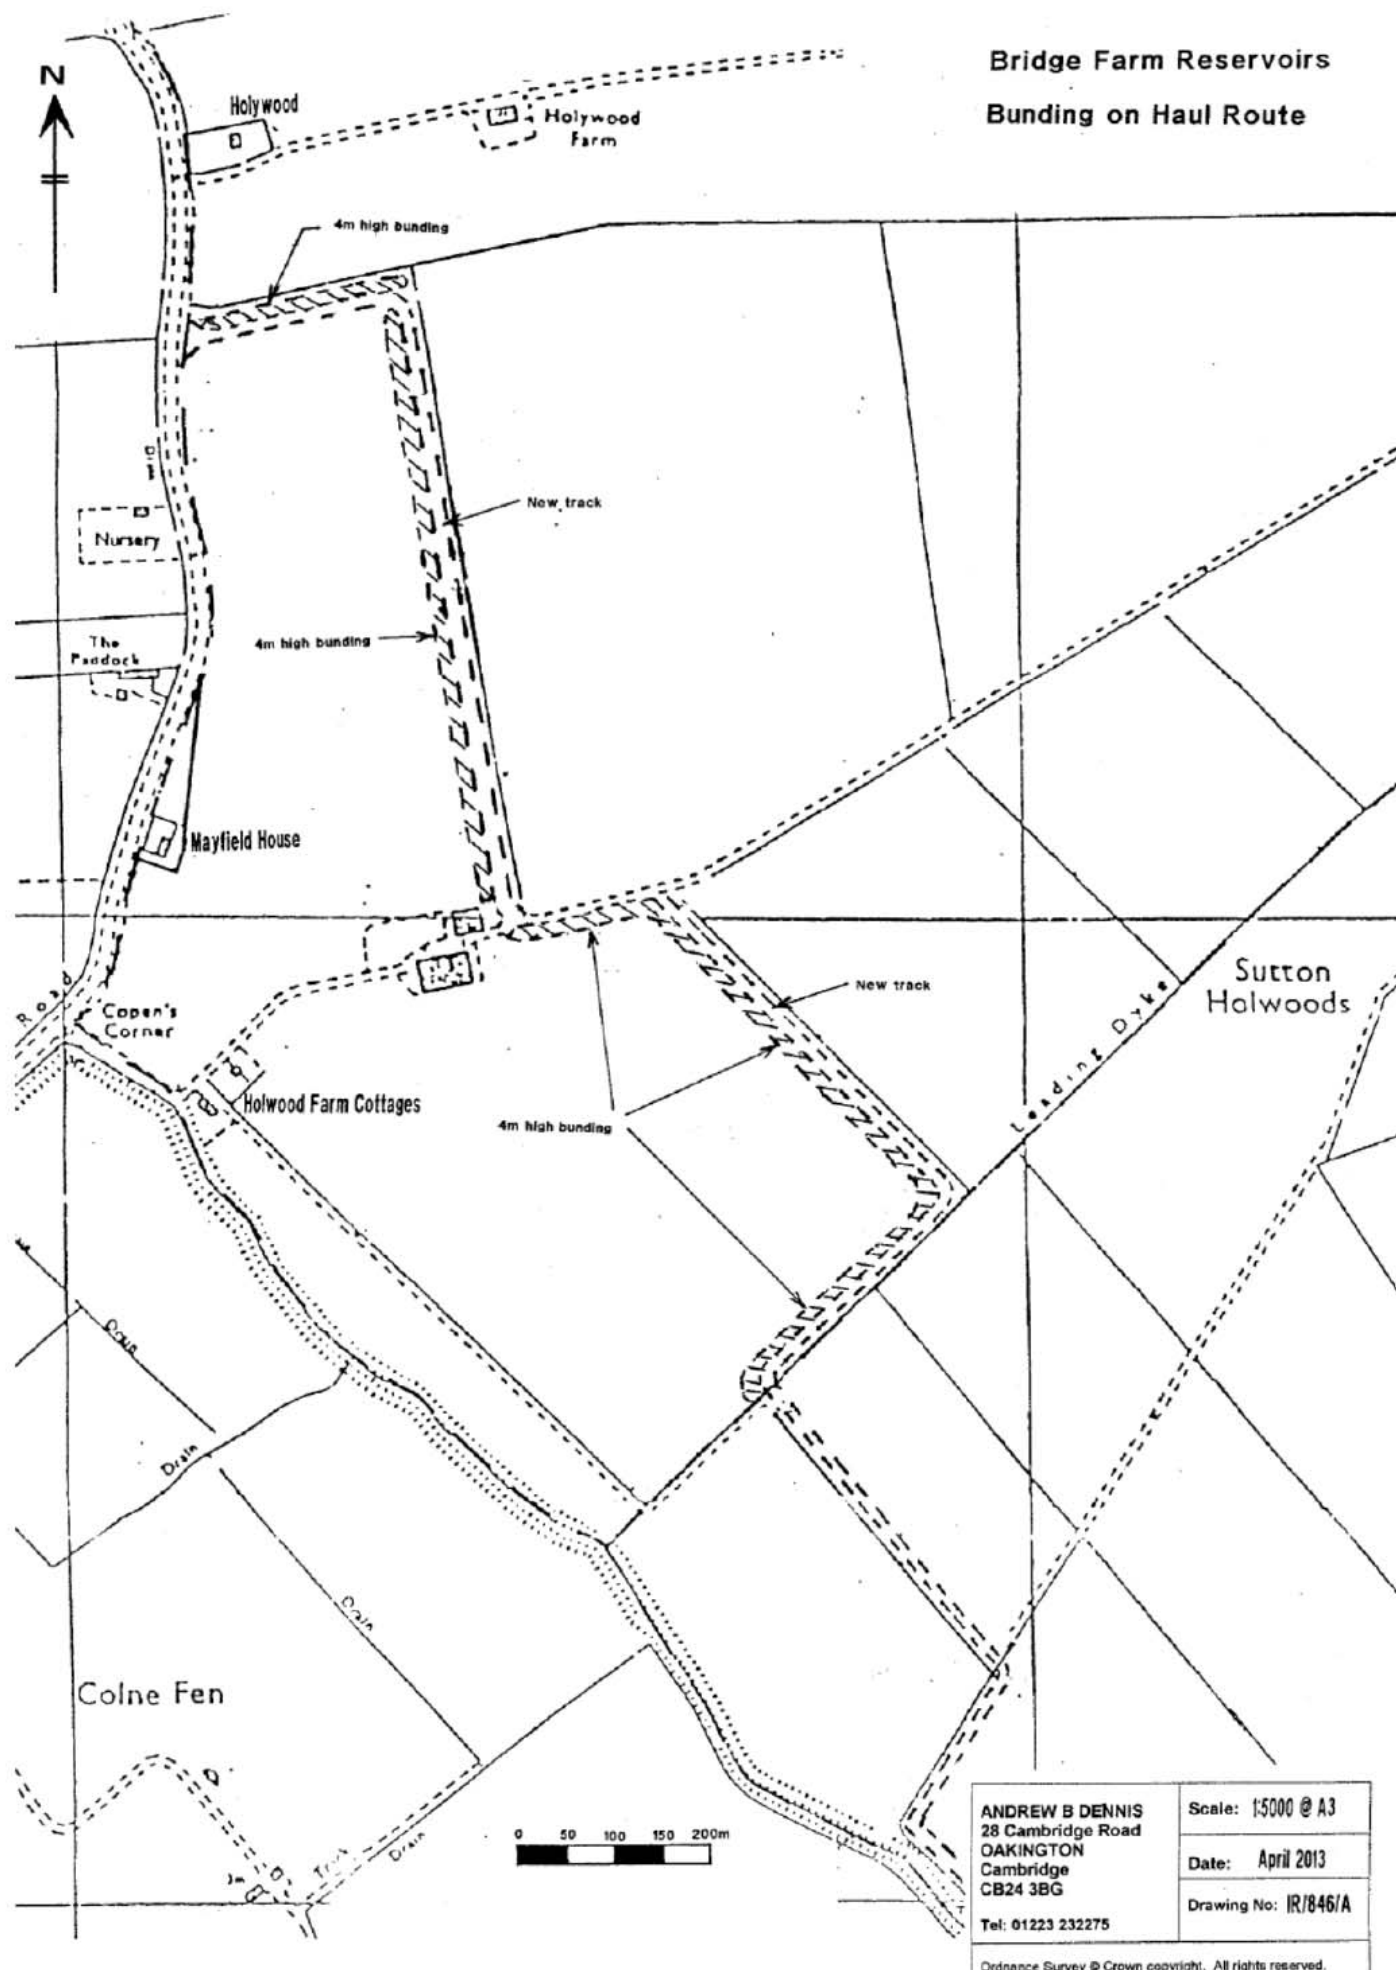 Bridge Farm Reservoirs
Bunding on Haul Route
N
Holywood
Holywood
Farm
4m high bunding
New track
Nursery
4m high bunding
The
Paddock
Mayfield House
Road
Copen's
Corner
New track
Sutton
Halwoods
Leading Dyke
Holwood Farm Cottages
4m high bunding
Drain
Drain
Drain
Colne Fen
Track
Drain
0 50 100 150 200m
ANDREW B DENNIS
28 Cambridge Road
OAKINGTON
Cambridge
CB24 3BG
Tel: 01223 232275
Scale: 1:5000 @ A3
Date: April 2013
Drawing No: IR/846/A
Ordnance Survey © Crown copyright. All rights reserved.